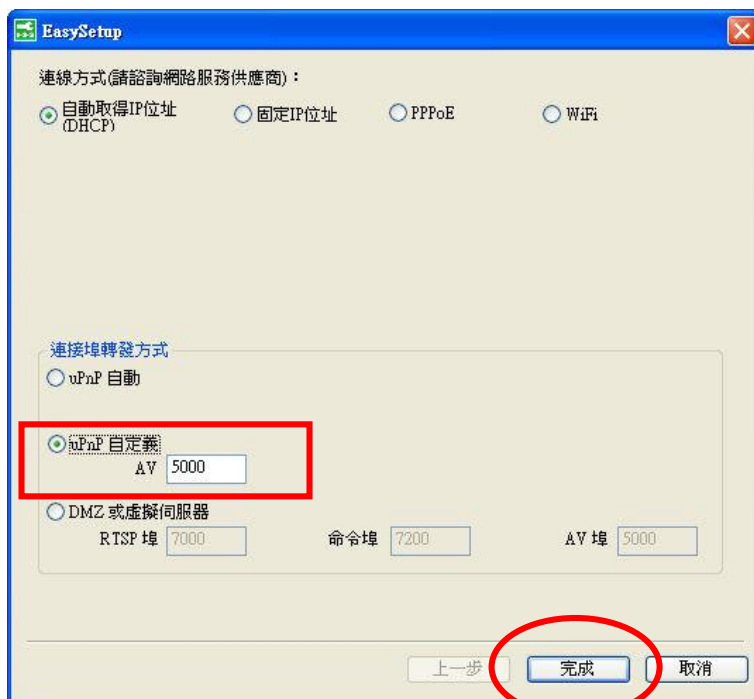 EasySetup
連線方式(請諮詢網路服務供應商)：
自動取得IP位址
(DHCP)
固定IP位址
PPPoE
WiFi
連接埠轉發方式
uPnP 自動
uPnP 自定義
AV 5000
DMZ 或虛擬伺服器
RTSP 埠 7000 命令埠 7200 AV 埠 5000
上一步 完成 取消